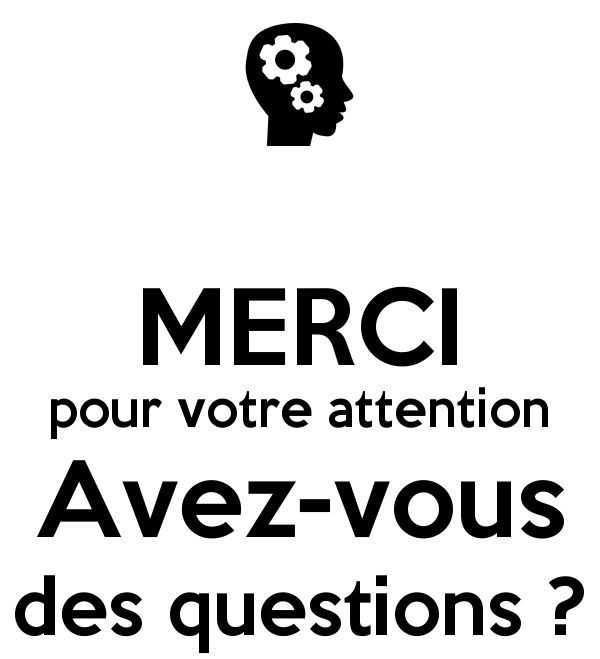 MERCI
pour votre attention
Avez-vous
des questions ?